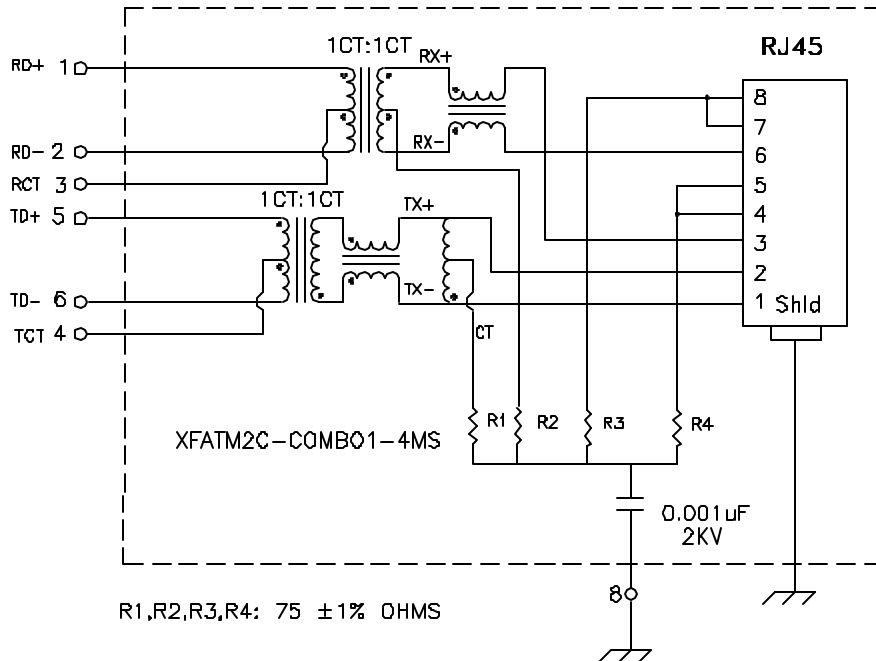 1CT:1CT
RJ45
RD+ 1
RX+
8
7
RD- 2
RX-
6
RCT 3
5
1CT:1CT
TD+ 5
TX+
4
3
2
TD- 6
TX-
1 Shld
TCT 4
CT
R1
R2
R3
R4
XFATM2C-COMBO1-4MS
0.001uF
2KV
8
R1,R2,R3,R4: 75 ±1% OHMS